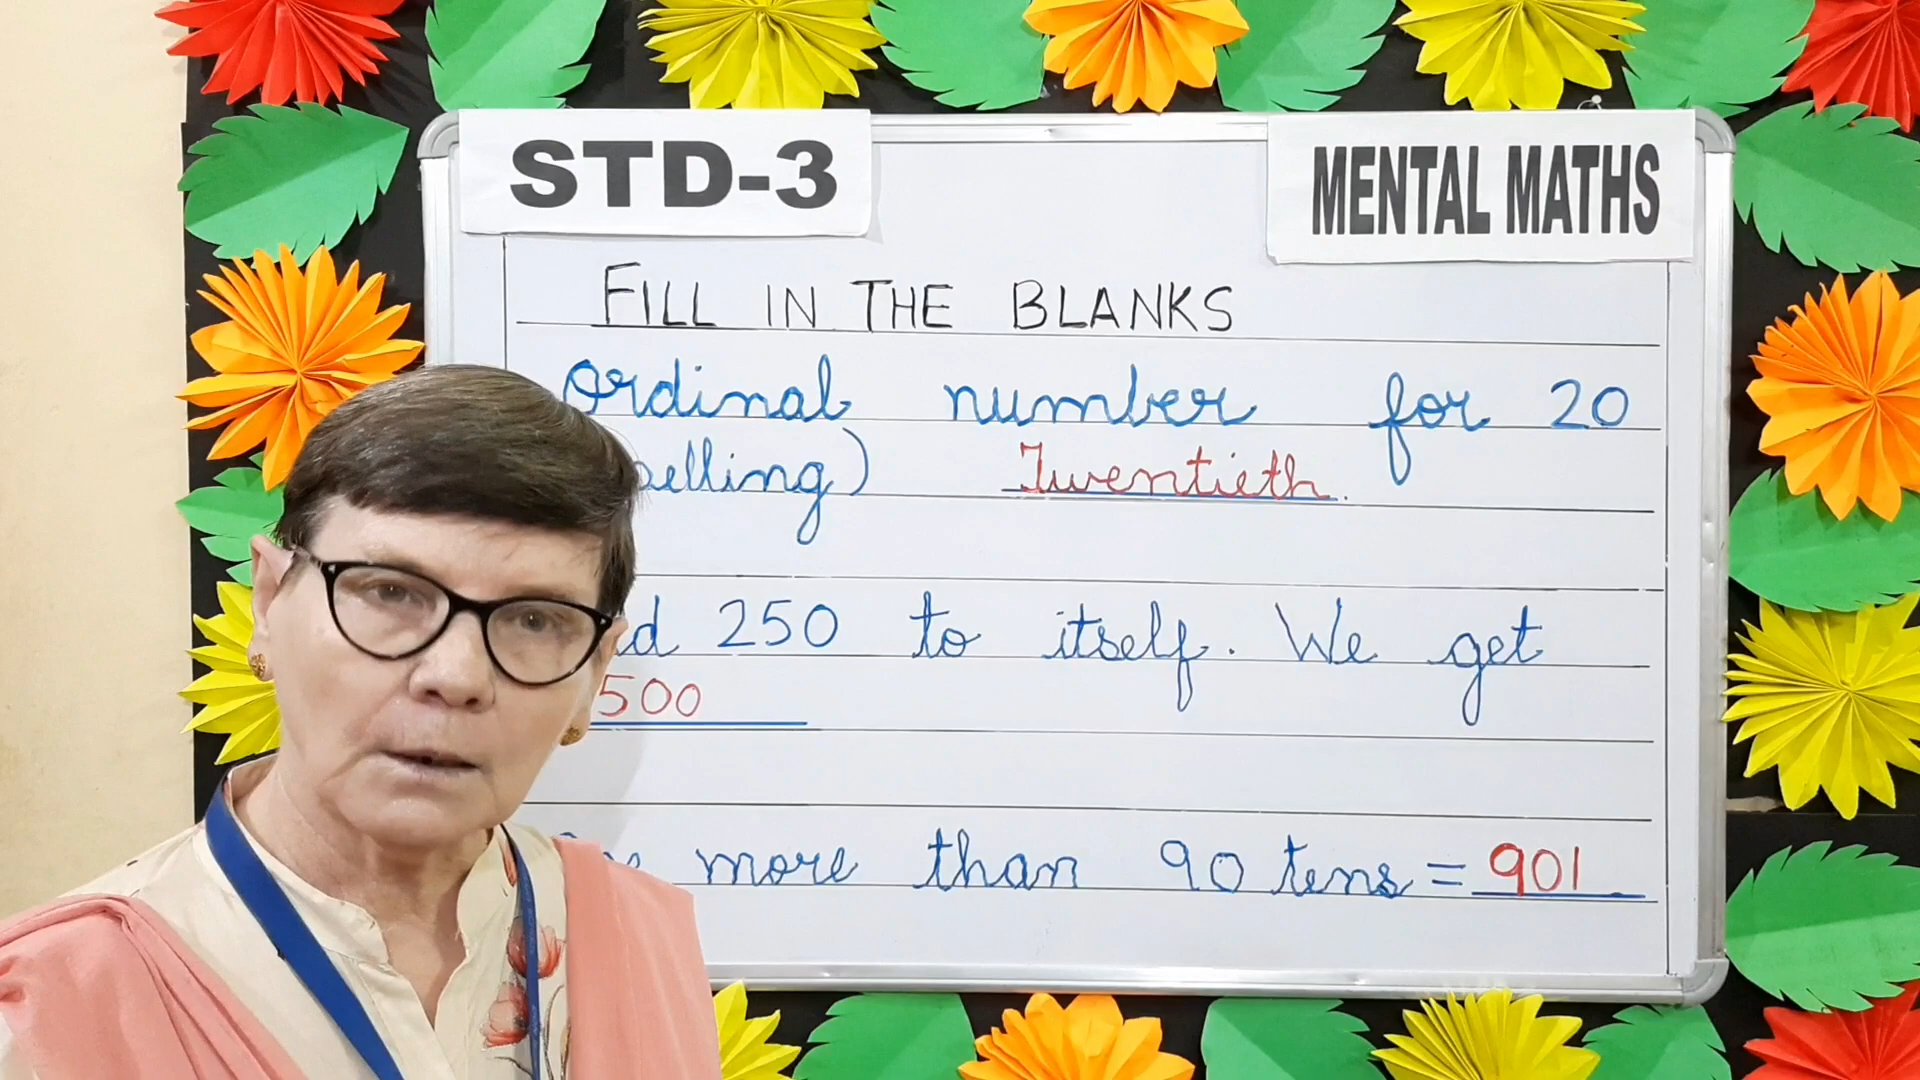 STD-3
MENTAL MATHS
FILL IN THE BLANKS
Ordinal number for 20
elling) Twentieth.
d 250 to itself. We get
500
more than 90 tens = 901